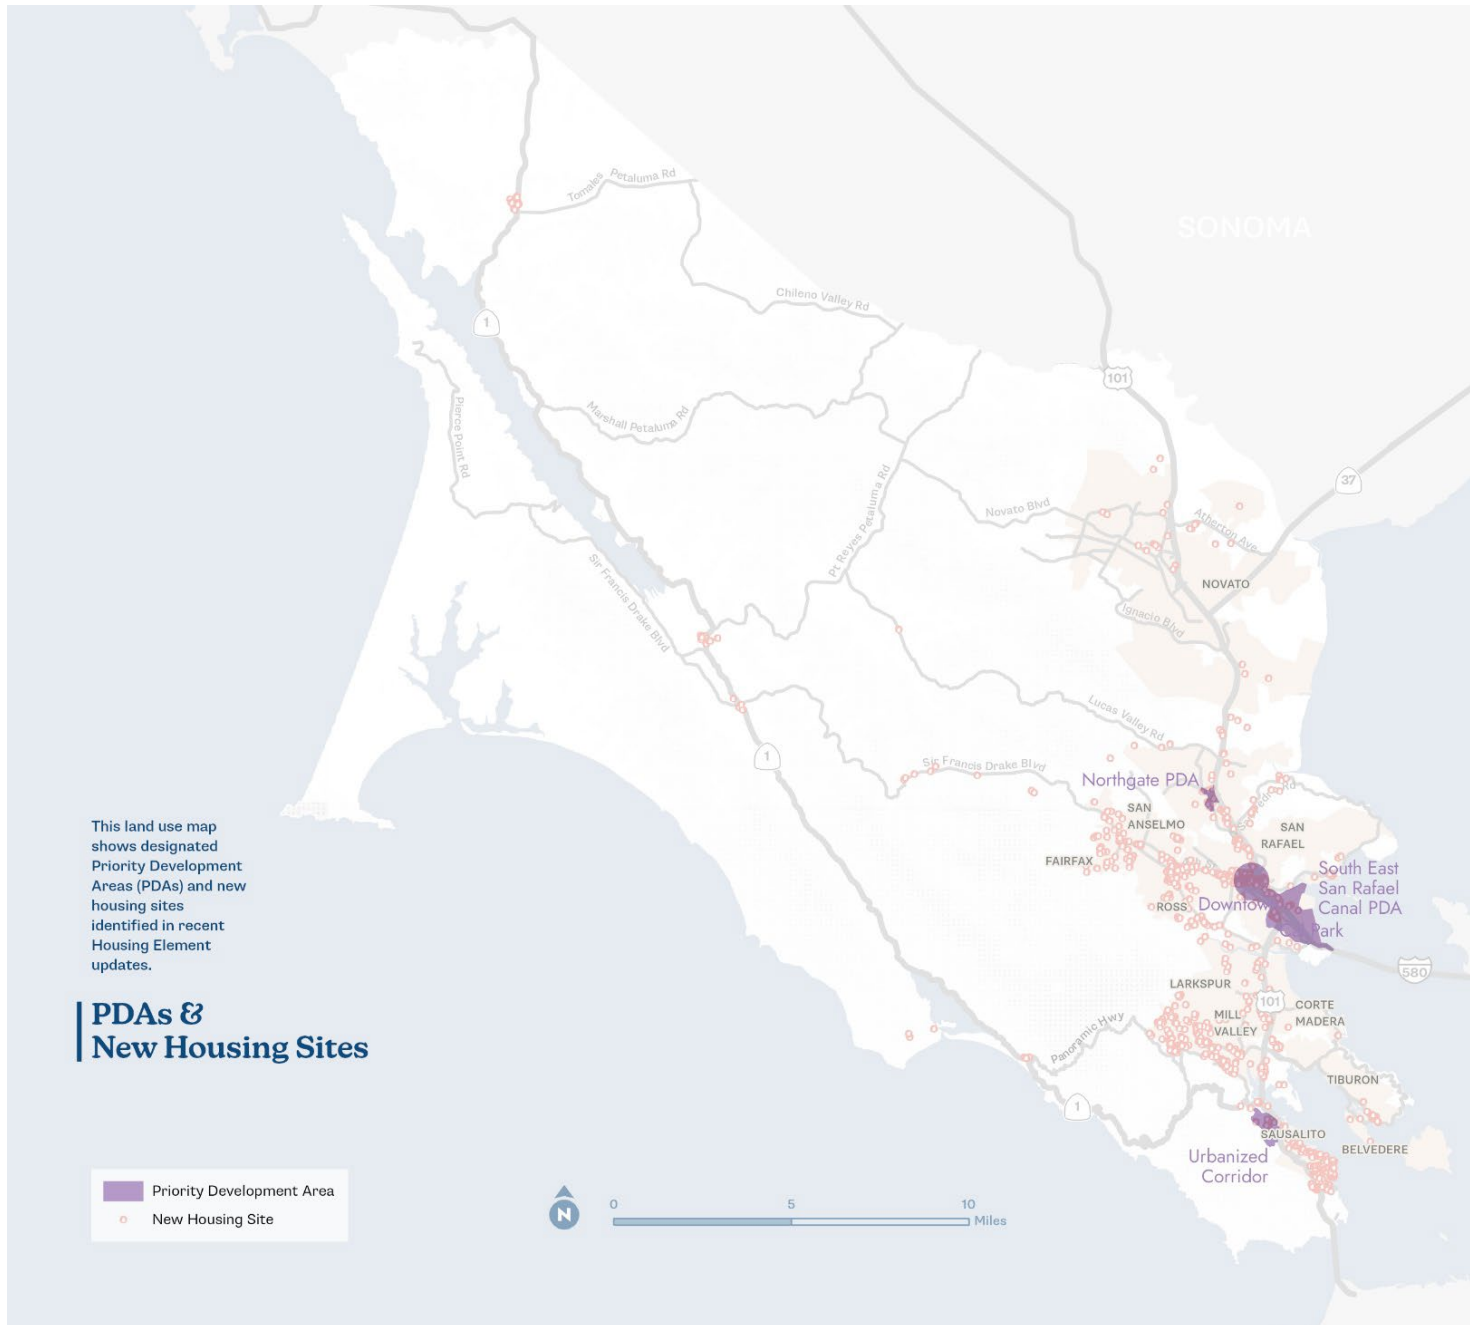 SONOMA
Tomales Petaluma Rd
Chileno Valley Rd
1
101
Marshall Petaluma Rd
Pierce Point Rd
37
Novato Blvd
Atherton Ave
Pt Reyes Petaluma Rd
Sir Francis Drake Blvd
NOVATO
Ignacio Blvd
Lucas Valley Rd
1
Sir Francis Drake Blvd
Northgate PDA
SAN
ANSELMO
SAN
RAFAEL
FAIRFAX
South East
San Rafael
Canal PDA
ROSS
Park
580
LARKSPUR
101
CORTE
MADERA
MILL
VALLEY
Panoramic Hwy
TIBURON
1
SAUSALITO
BELVEDERE
Urbanized
Corridor
This land use map
shows designated
Priority Development
Areas (PDAs) and new
housing sites
identified in recent
Housing Element
updates.
PDAs &
New Housing Sites
Priority Development Area
New Housing Site
N
0 5 10
Miles